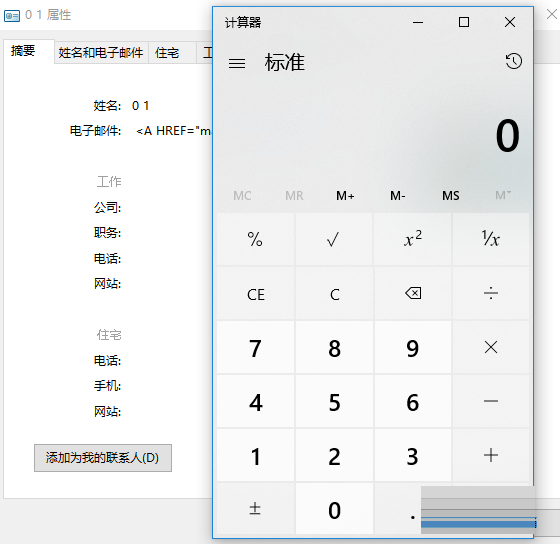 0 1 属性
摘要
姓名和电子邮件
住宅
姓名: 0 1
电子邮件: <A HREF="ma
工作
公司:
职务:
电话:
网站:
住宅
电话:
手机:
网站:
添加为我的联系人(D)
计算器
标准
0
MC MR M+ M- MS M˅
% √ x² ¹/x
CE C ÷
7 8 9 ×
4 5 6 −
1 2 3 +
± 0 .